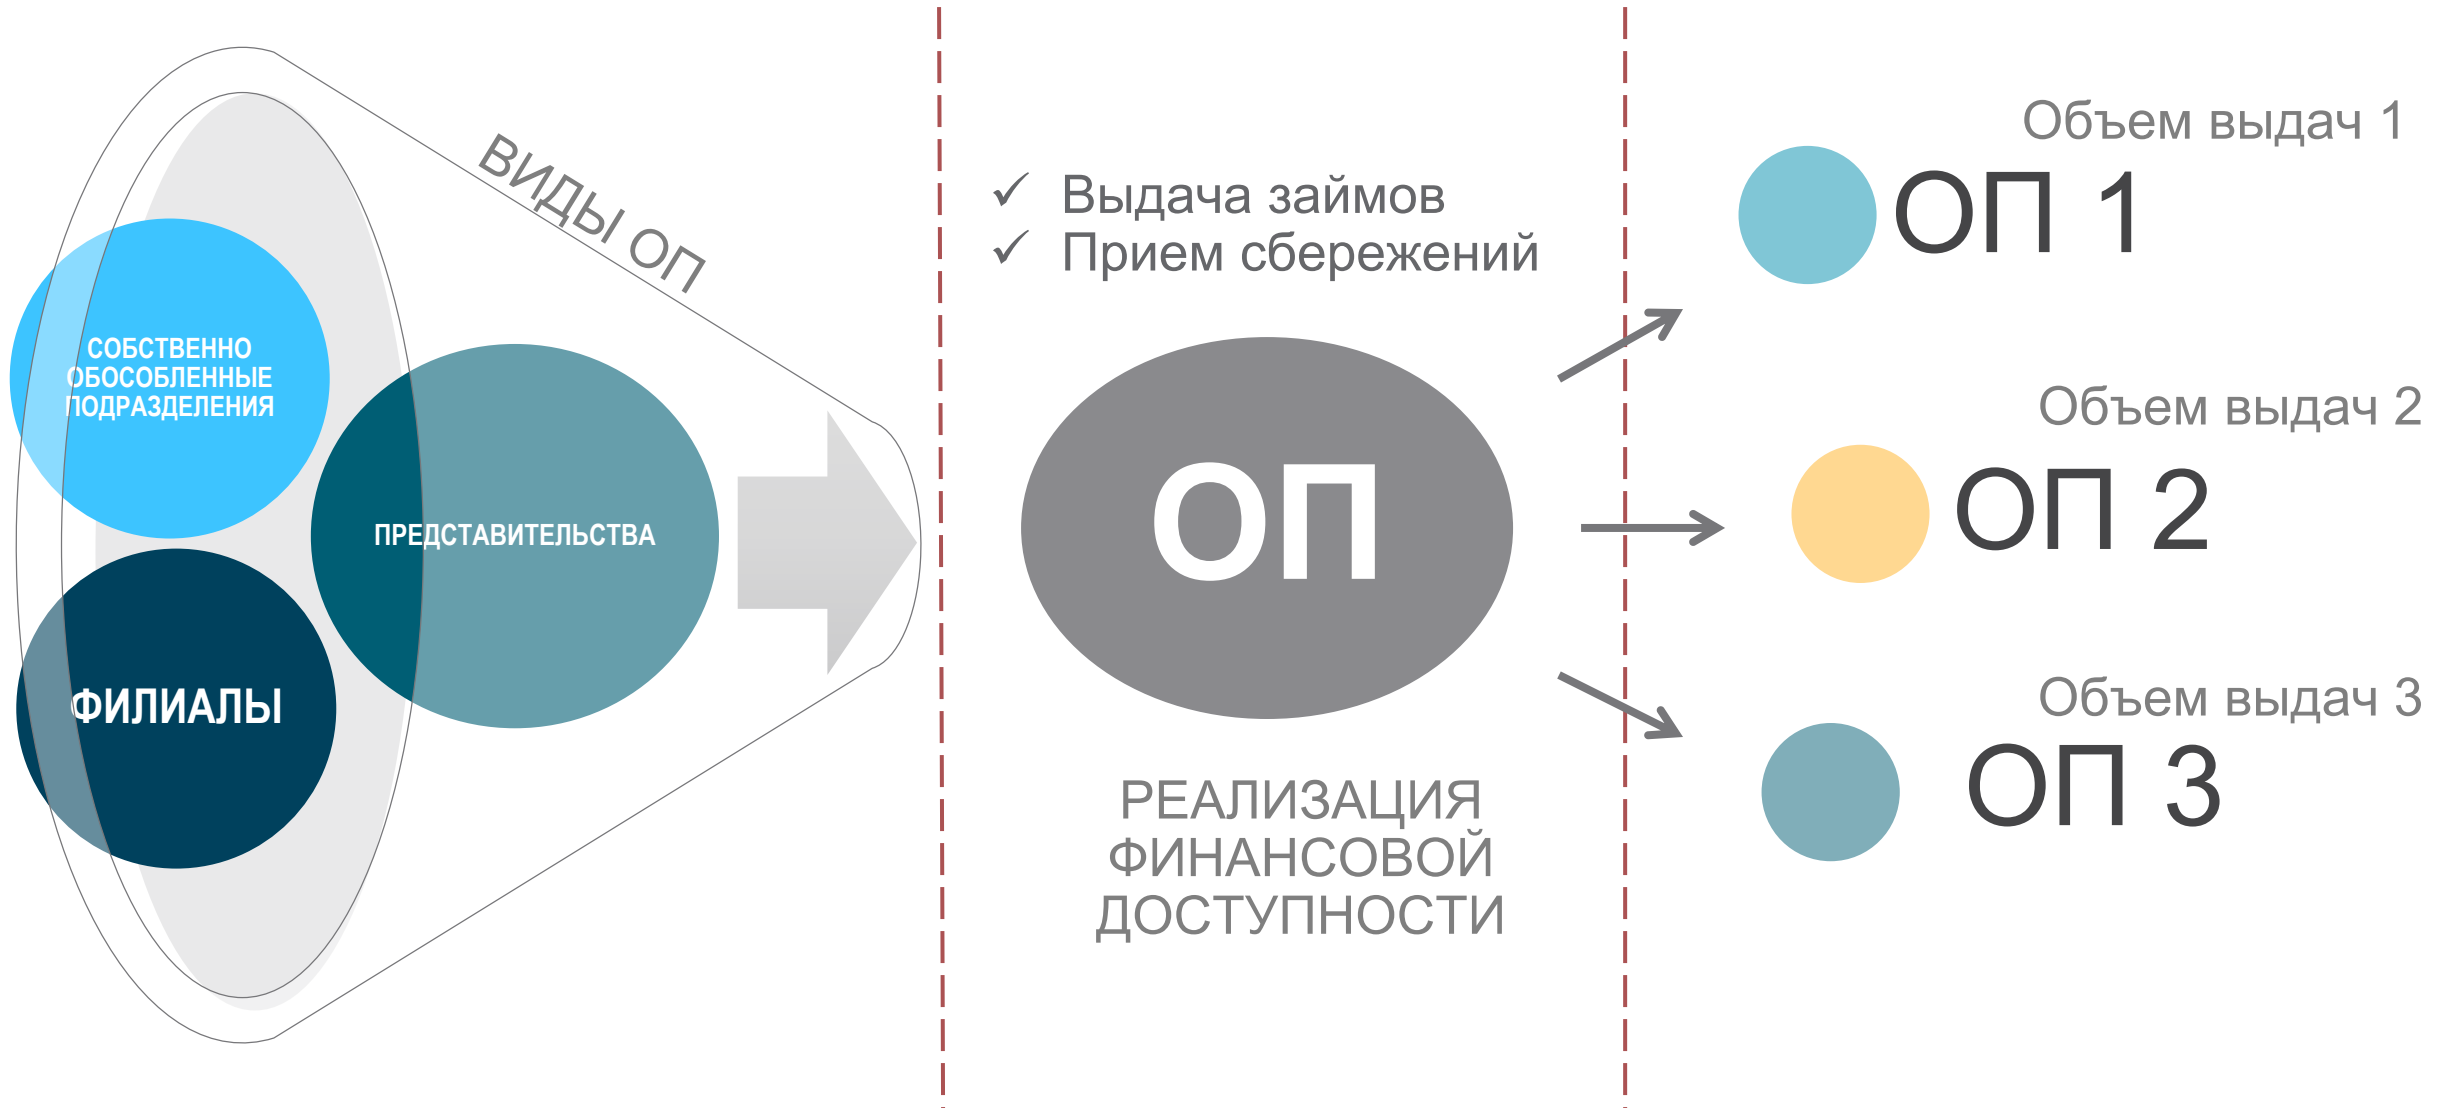 ВИДЫ ОП
СОБСТВЕННО
ОБОСОБЛЕННЫЕ
ПОДРАЗДЕЛЕНИЯ
ПРЕДСТАВИТЕЛЬСТВА
ФИЛИАЛЫ
✓ Выдача займов
✓ Прием сбережений
ОП
РЕАЛИЗАЦИЯ
ФИНАНСОВОЙ
ДОСТУПНОСТИ
Объем выдач 1
ОП 1
Объем выдач 2
ОП 2
Объем выдач 3
ОП 3